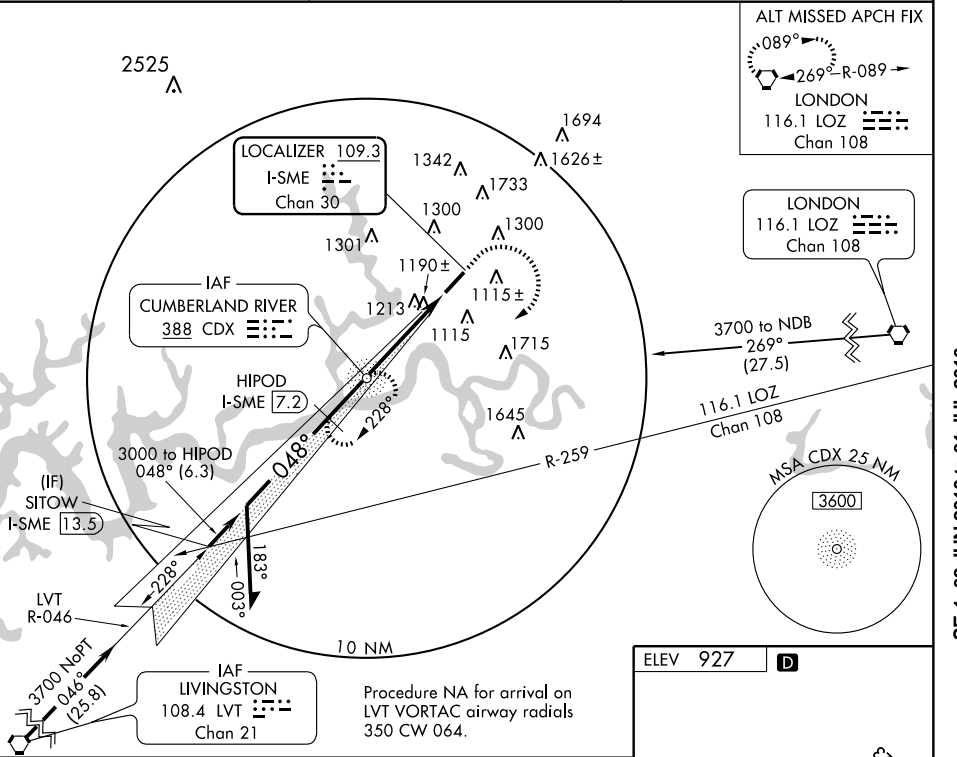 ALT MISSED APCH FIX
089°
269°
R-089
LONDON
116.1 LOZ
Chan 108
2525
1694
1626 ±
LOCALIZER 109.3
I-SME
Chan 30
1342
1733
1300
1300
1301
LONDON
116.1 LOZ
Chan 108
1190 ±
1213
1115 ±
1115
1715
IAF
CUMBERLAND RIVER
388 CDX
3700 to NDB
269°
(27.5)
HIPOD
I-SME 7.2
228°
1645
116.1 LOZ
Chan 108
R-259
048°
3000 to HIPOD
048° (6.3)
(IF)
SITOW
I-SME 13.5
MSA CDX 25 NM
3600
228°
183°
003°
LVT
R-046
10 NM
3700 NoPT
046°
(25.8)
IAF
LIVINGSTON
108.4 LVT
Chan 21
Procedure NA for arrival on
LVT VORTAC airway radials
350 CW 064.
ELEV 927
D